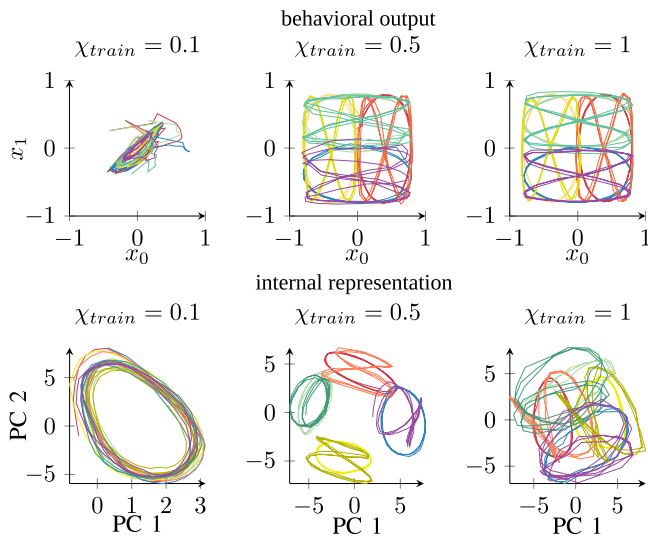 behavioral output
χ_train = 0.1 χ_train = 0.5 χ_train = 1
1 1 1
x_1 0 0 0
−1 −1 −1
−1 0 1 −1 0 1 −1 0 1
x_0 x_0 x_0
internal representation
χ_train = 0.1 χ_train = 0.5 χ_train = 1
5 5 5
PC 2 0 0 0
−5 −5 −5
0 1 2 3 −5 0 5 −5 0 5
PC 1 PC 1 PC 1